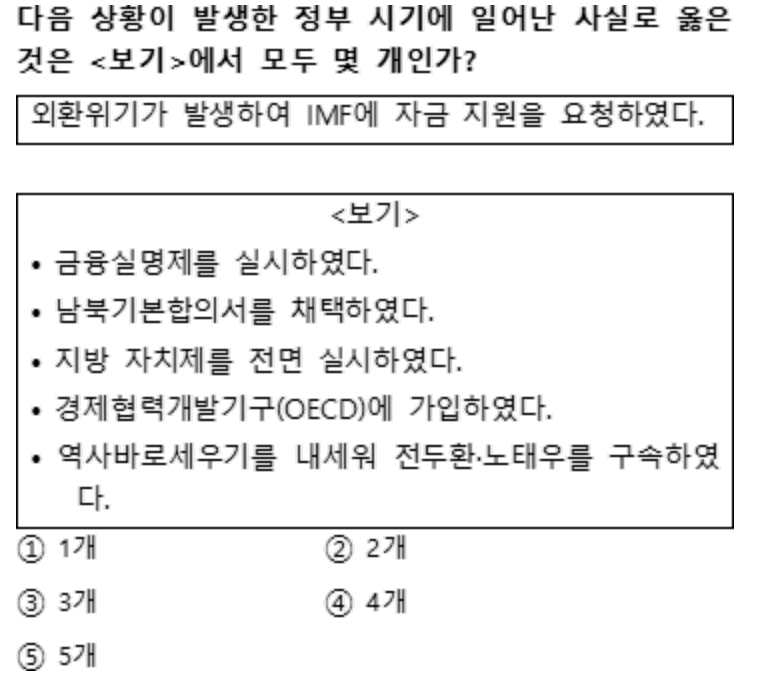 다음 상황이 발생한 정부 시기에 일어난 사실로 옳은
것은 <보기>에서 모두 몇 개인가?
외환위기가 발생하여 IMF에 자금 지원을 요청하였다.
<보기>
• 금융실명제를 실시하였다.
• 남북기본합의서를 채택하였다.
• 지방 자치제를 전면 실시하였다.
• 경제협력개발기구(OECD)에 가입하였다.
• 역사바로세우기를 내세워 전두환·노태우를 구속하였
다.
① 1개 ② 2개
③ 3개 ④ 4개
⑤ 5개